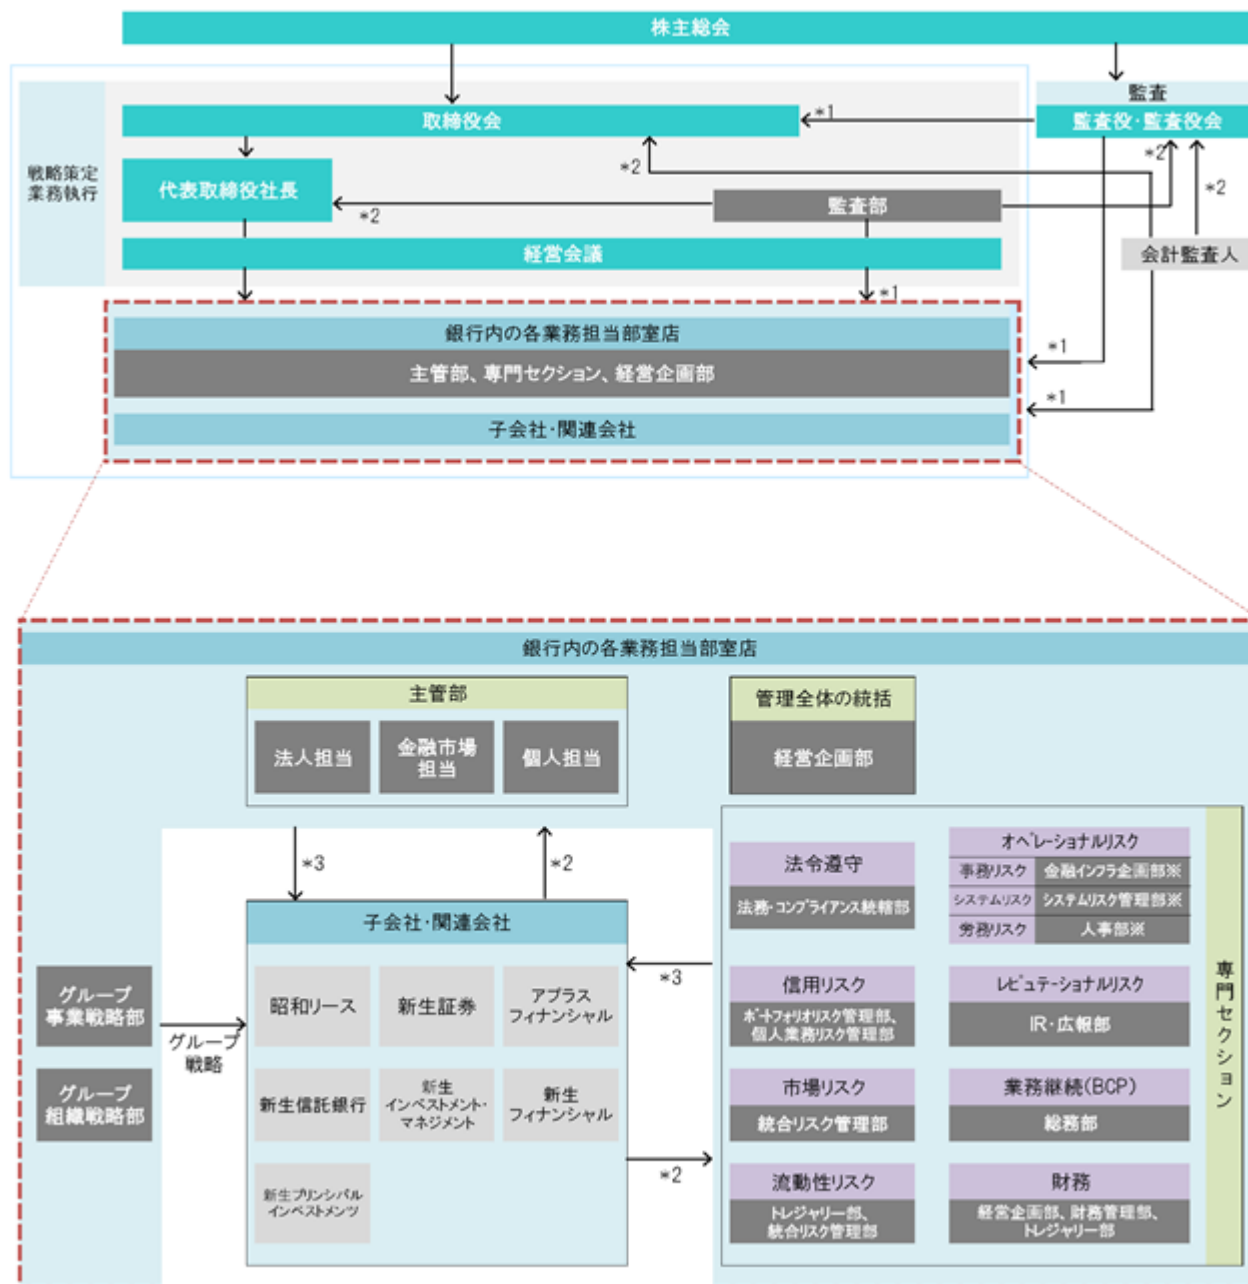 株主総会
監査
取締役会
*1
監査役・監査役会
*2
*2
戦略策定
業務執行
代表取締役社長
*2
監査部
*2
経営会議
会計監査人
*1
銀行内の各業務担当部室店
*1
主管部、専門セクション、経営企画部
*1
子会社・関連会社
銀行内の各業務担当部室店
主管部
管理全体の統括
法人担当
金融市場
担当
個人担当
経営企画部
*3
*2
法令遵守
法務・コンプライアンス統轄部
オペレーショナルリスク
事務リスク
金融インフラ企画部※
システムリスク
システムリスク管理部※
労務リスク
人事部※
子会社・関連会社
*3
専門セクション
グループ
事業戦略部
グループ
戦略
昭和リース
新生証券
アプラス
フィナンシャル
信用リスク
ポートフォリオリスク管理部、
個人業務リスク管理部
レピュテーショナルリスク
IR・広報部
グループ
組織戦略部
新生信託銀行
新生
インベストメント・
マネジメント
新生
フィナンシャル
市場リスク
統合リスク管理部
業務継続(BCP)
総務部
*2
新生プリンシパル
インベストメンツ
流動性リスク
トレジャリー部、
統合リスク管理部
財務
経営企画部、財務管理部、
トレジャリー部